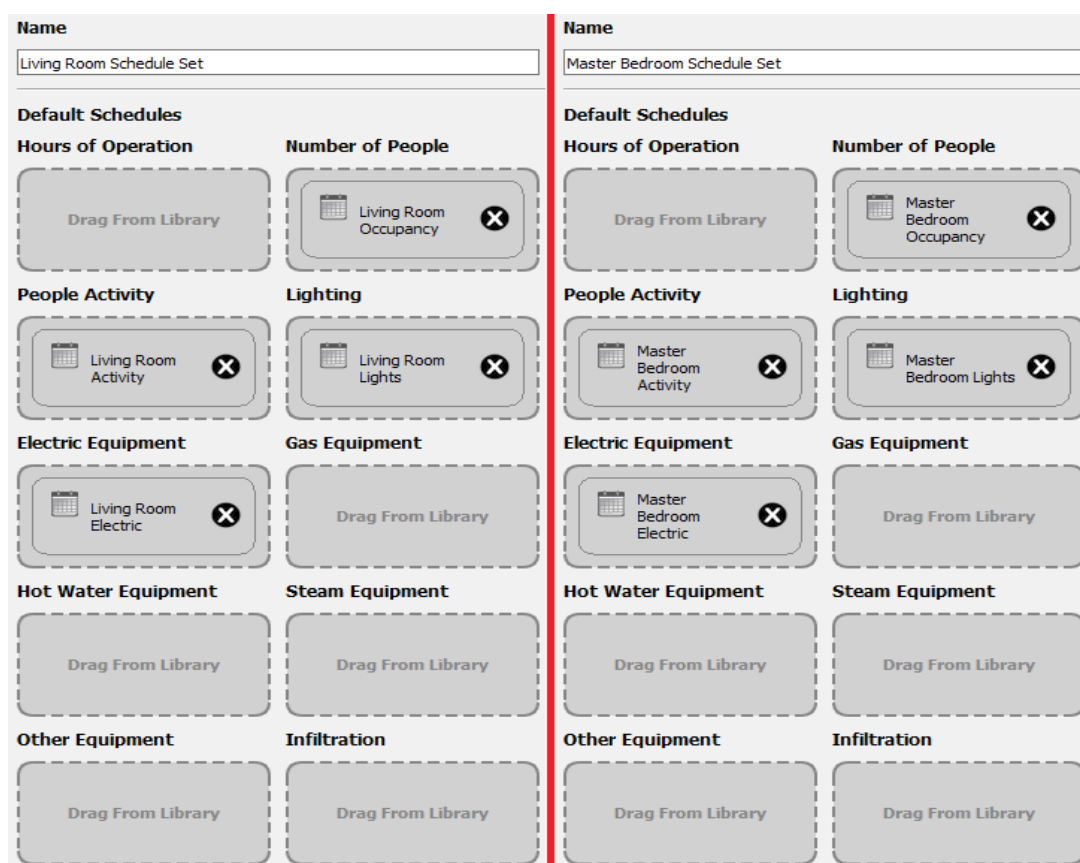 Name
Living Room Schedule Set
Default Schedules
Hours of Operation
Number of People
Drag From Library
Living Room
Occupancy
People Activity
Lighting
Living Room
Activity
Living Room
Lights
Electric Equipment
Gas Equipment
Living Room
Electric
Drag From Library
Hot Water Equipment
Steam Equipment
Drag From Library
Drag From Library
Other Equipment
Infiltration
Drag From Library
Drag From Library
Name
Master Bedroom Schedule Set
Default Schedules
Hours of Operation
Number of People
Drag From Library
Master
Bedroom
Occupancy
People Activity
Lighting
Master
Bedroom
Activity
Master
Bedroom Lights
Electric Equipment
Gas Equipment
Master
Bedroom
Electric
Drag From Library
Hot Water Equipment
Steam Equipment
Drag From Library
Drag From Library
Other Equipment
Infiltration
Drag From Library
Drag From Library